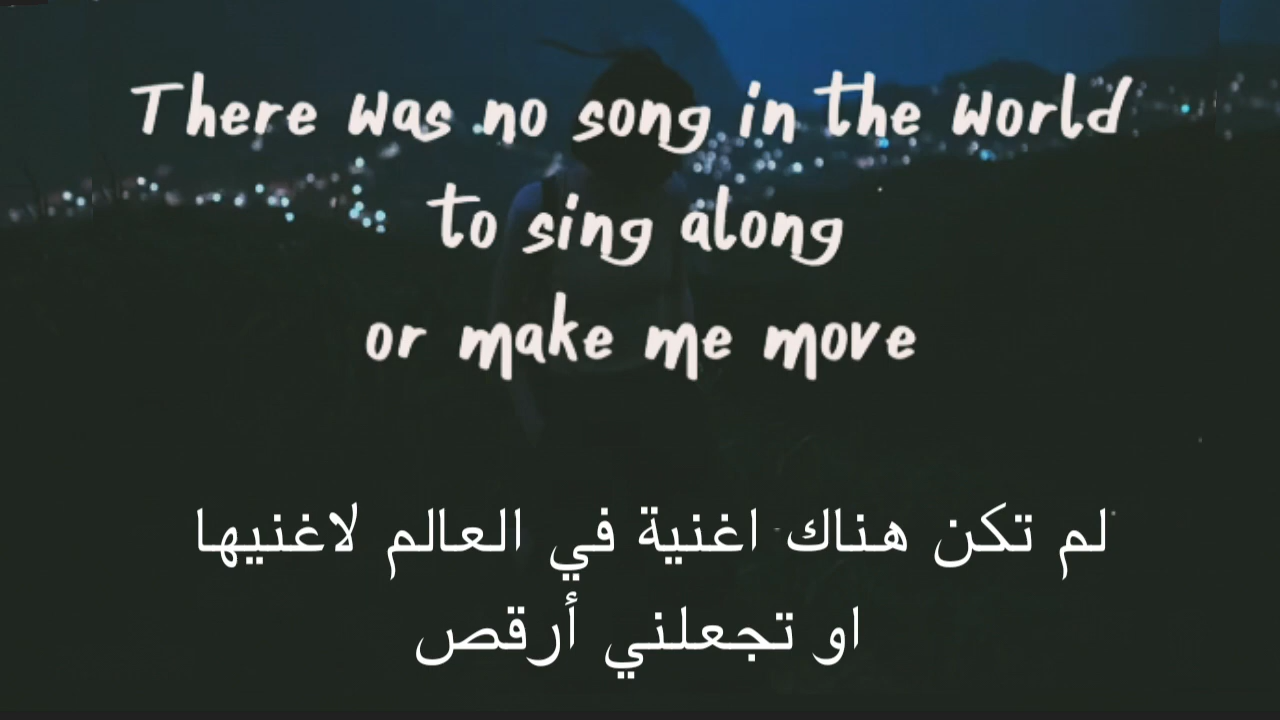 There was no song in the world
to sing along
or make me move
لم تكن هناك اغنية في العالم لاغنيها
او تجعلني أرقص